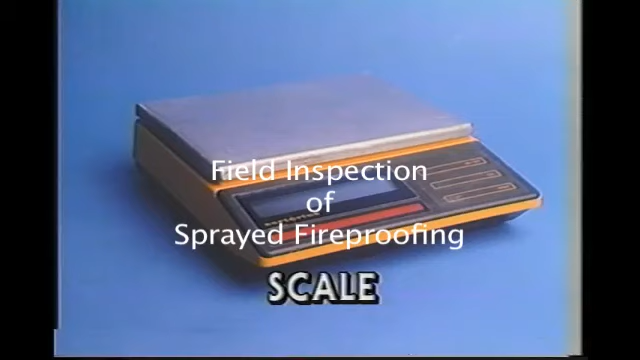 Field Inspection
of
Sprayed Fireproofing
SCALE